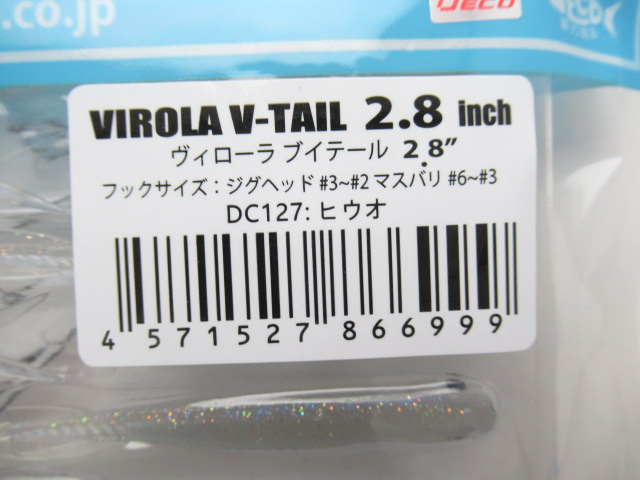 .co.jp
Deco
VIROLA V-TAIL 2.8 inch
ヴィローラ ブイテール 2.8"
フックサイズ：ジグヘッド #3~#2 マスバリ #6~#3
DC127: ヒウオ
4 571527 866999